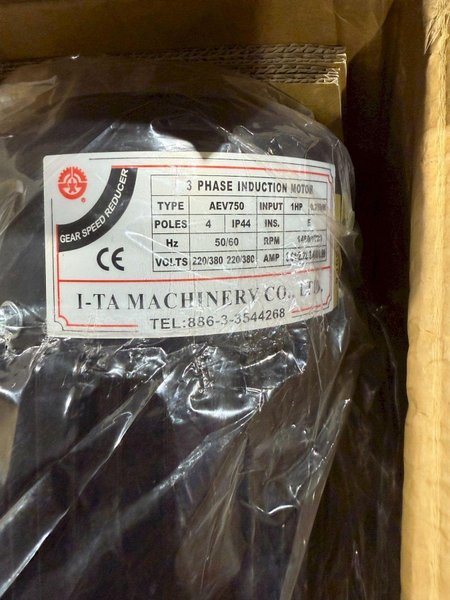 3 PHASE INDUCTION MOTOR
GEAR SPEED REDUCER
TYPE AEV750 INPUT 1HP
POLES 4 IP44 INS. E
Hz 50/60 RPM
VOLTS 220/380 220/380 AMP
CE
I-TA MACHINERY CO., LTD.
TEL:886-3-3544268